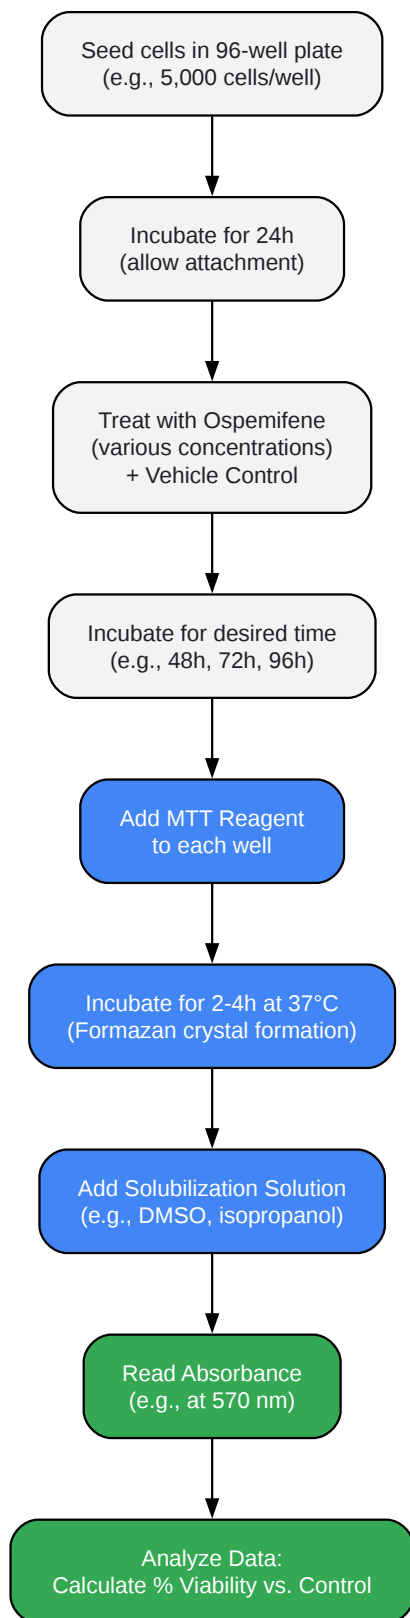 Seed cells in 96-well plate
(e.g., 5,000 cells/well)
Incubate for 24h
(allow attachment)
Treat with Ospemifene
(various concentrations)
+ Vehicle Control
Incubate for desired time
(e.g., 48h, 72h, 96h)
Add MTT Reagent
to each well
Incubate for 2-4h at 37°C
(Formazan crystal formation)
Add Solubilization Solution
(e.g., DMSO, isopropanol)
Read Absorbance
(e.g., at 570 nm)
Analyze Data:
Calculate % Viability vs. Control